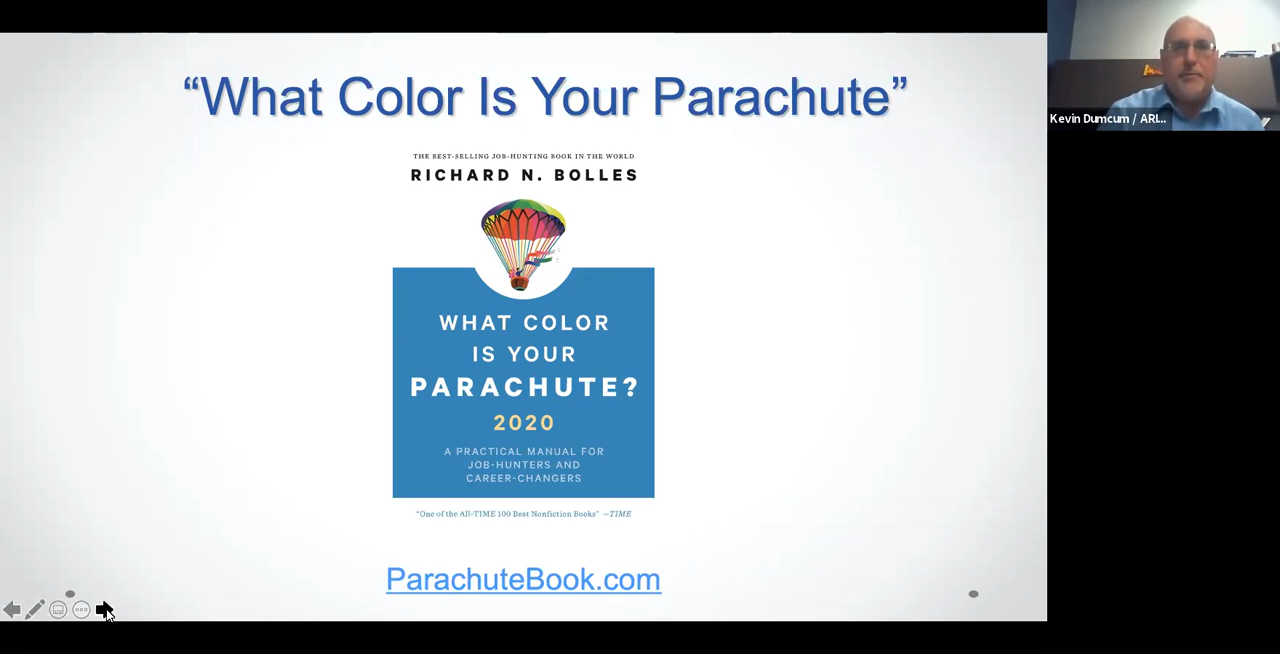 “What Color Is Your Parachute”
THE BEST-SELLING JOB-HUNTING BOOK IN THE WORLD
RICHARD N. BOLLES
WHAT COLOR
IS YOUR
PARACHUTE?
2020
A PRACTICAL MANUAL FOR
JOB-HUNTERS AND
CAREER-CHANGERS
“One of the All-TIME 100 Best Nonfiction Books” —TIME
ParachuteBook.com
Kevin Dumcum / ARI...